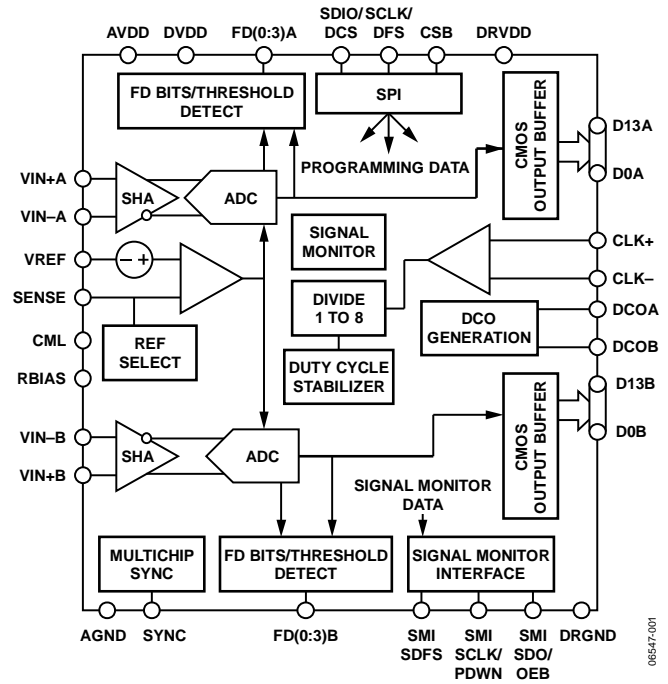 SDIO/ SCLK/
AVDD DVDD FD(0:3)A DCS DFS CSB DRVDD
FD BITS/THRESHOLD
DETECT
SPI
PROGRAMMING DATA
CMOS
OUTPUT BUFFER
D13A
D0A
VIN+A
VIN–A
SHA
ADC
VREF
– +
SENSE
REF
SELECT
CML
RBIAS
SIGNAL
MONITOR
DIVIDE
1 TO 8
DUTY CYCLE
STABILIZER
CLK+
CLK–
DCO
GENERATION
DCOA
DCOB
VIN–B
VIN+B
SHA
ADC
CMOS
OUTPUT BUFFER
D13B
D0B
SIGNAL MONITOR
DATA
MULTICHIP
SYNC
FD BITS/THRESHOLD
DETECT
SIGNAL MONITOR
INTERFACE
AGND SYNC FD(0:3)B
SMI
SDFS
SMI
SCLK/
PDWN
SMI
SDO/
OEB
DRGND
06547-001